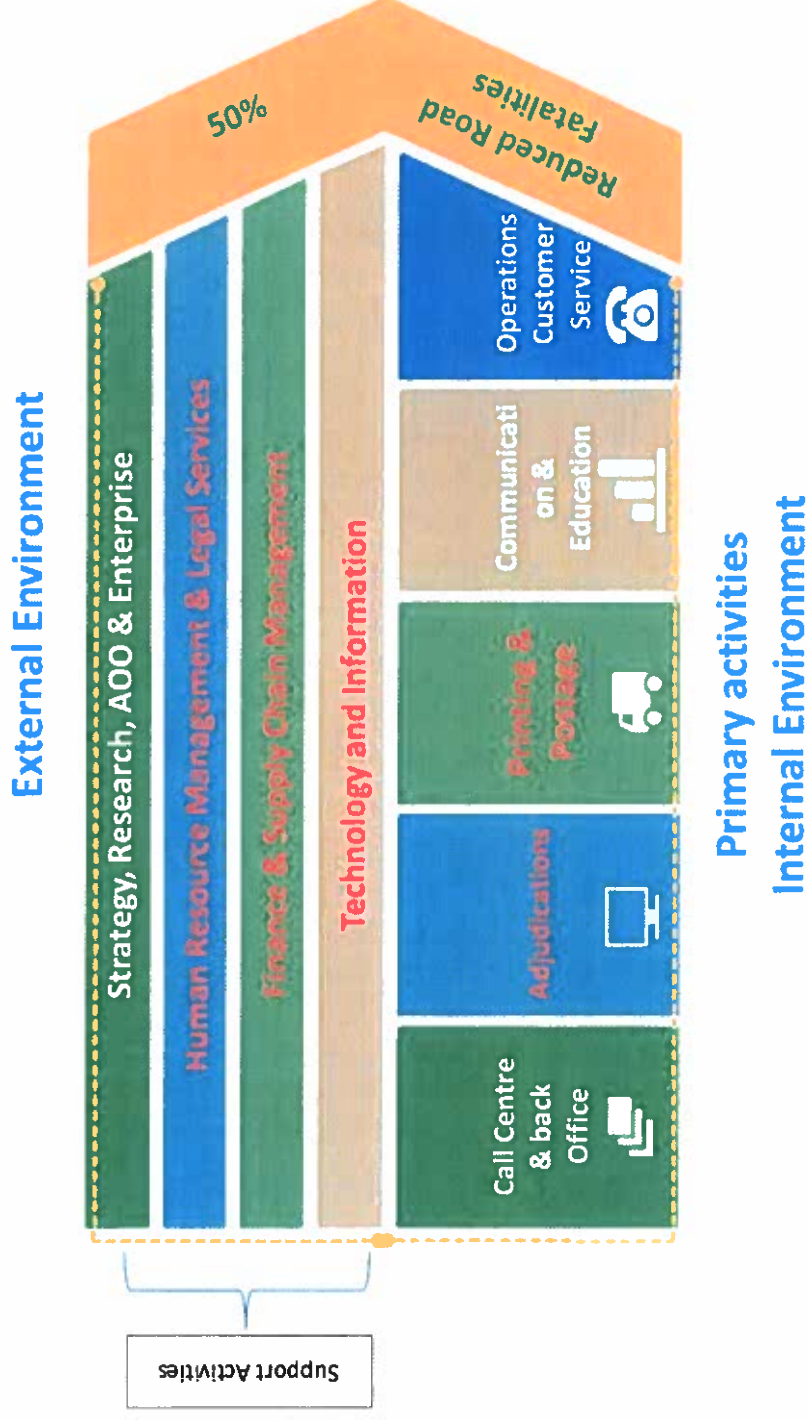 External Environment
Support Activities
Strategy, Research, AOO & Enterprise
Human Resource Management & Legal Services
Finance & Supply Chain Management
Technology and Information
50%
Reduced Road
Fatalities
Call Centre
& back
Office
Adjudications
Printing &
Postage
Communicati
on &
Education
Operations
Customer
Service
Primary activities
Internal Environment